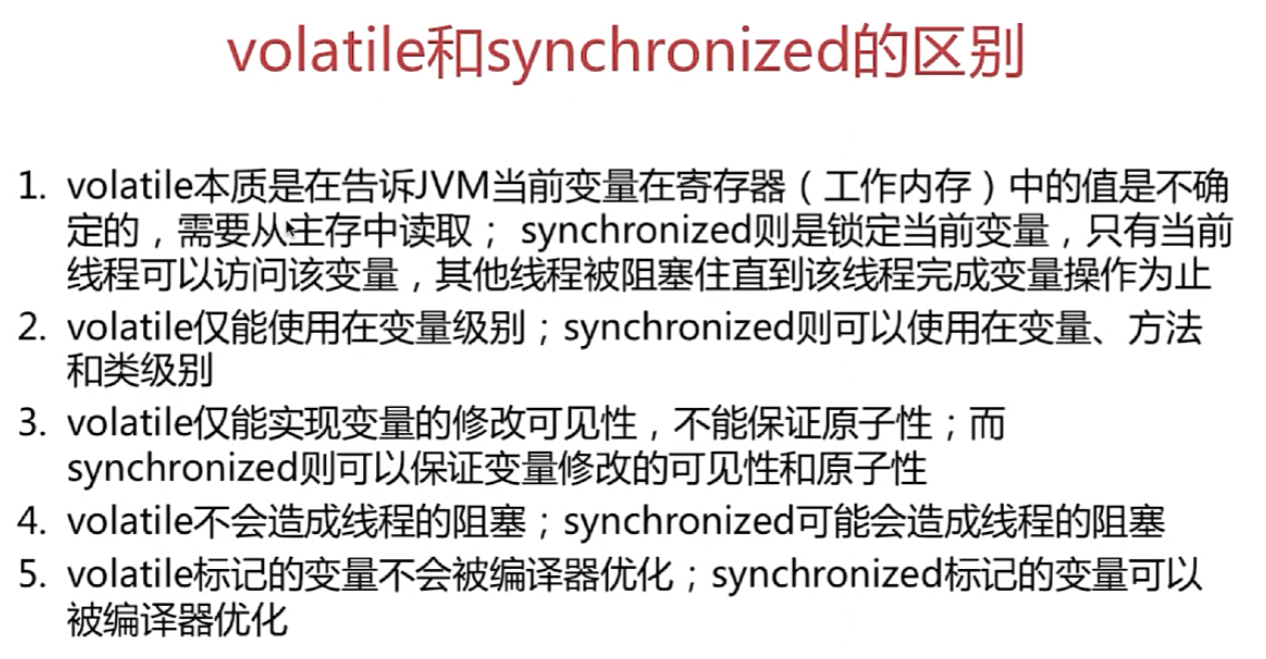 volatile和synchronized的区别
1. volatile本质是在告诉JVM当前变量在寄存器（工作内存）中的值是不确
定的，需要从主存中读取； synchronized则是锁定当前变量，只有当前
线程可以访问该变量，其他线程被阻塞住直到该线程完成变量操作为止
2. volatile仅能使用在变量级别；synchronized则可以使用在变量、方法
和类级别
3. volatile仅能实现变量的修改可见性，不能保证原子性；而
synchronized则可以保证变量修改的可见性和原子性
4. volatile不会造成线程的阻塞；synchronized可能会造成线程的阻塞
5. volatile标记的变量不会被编译器优化；synchronized标记的变量可以
被编译器优化